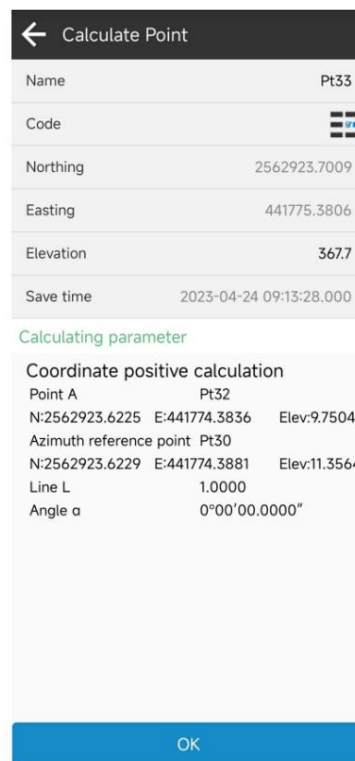 Calculate Point
Name Pt33
Code
Northing 2562923.7009
Easting 441775.3806
Elevation 367.7
Save time 2023-04-24 09:13:28.000
Calculating parameter
Coordinate positive calculation
Point A Pt32
N:2562923.6225 E:441774.3836 Elev:9.7504
Azimuth reference point Pt30
N:2562923.6229 E:441774.3881 Elev:11.3564
Line L 1.0000
Angle α 0°00′00.0000″
OK